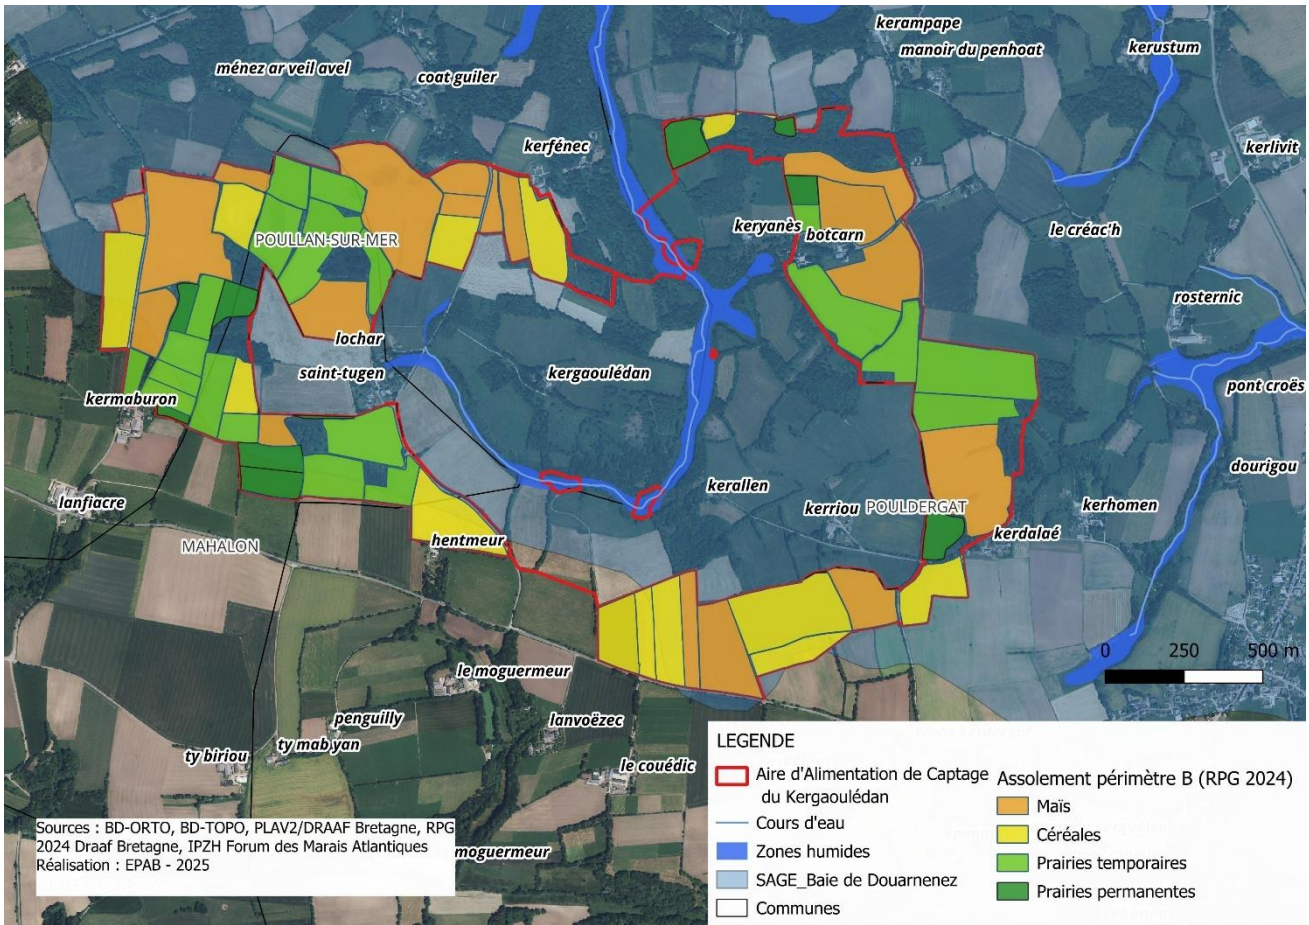 kerampape
manoir du penhoat
kerustum
ménez ar veil avel
coat guiler
kerfénec
kerlivit
keryanès
botcarn
le créac'h
POULLAN-SUR-MER
rosternic
lochar
saint-tugen
kergaoulédan
pont croës
kermaburon
dourigou
lanfiacre
kerallen
kerriou
POULDERGAT
kerhomen
kerdalaé
MAHALON
hentmeur
0 250 500 m
le moguermeur
penguilly
lanvoëzec
ty biriou
ty mab yan
le couédic
moguermeur
Sources : BD-ORTO, BD-TOPO, PLAV2/DRAAF Bretagne, RPG
2024 Draaf Bretagne, IPZH Forum des Marais Atlantiques
Réalisation : EPAB - 2025
LEGENDE
Aire d'Alimentation de Captage
du Kergaoulédan
Cours d'eau
Zones humides
SAGE_Baie de Douarnenez
Communes
Assolement périmètre B (RPG 2024)
Maïs
Céréales
Prairies temporaires
Prairies permanentes